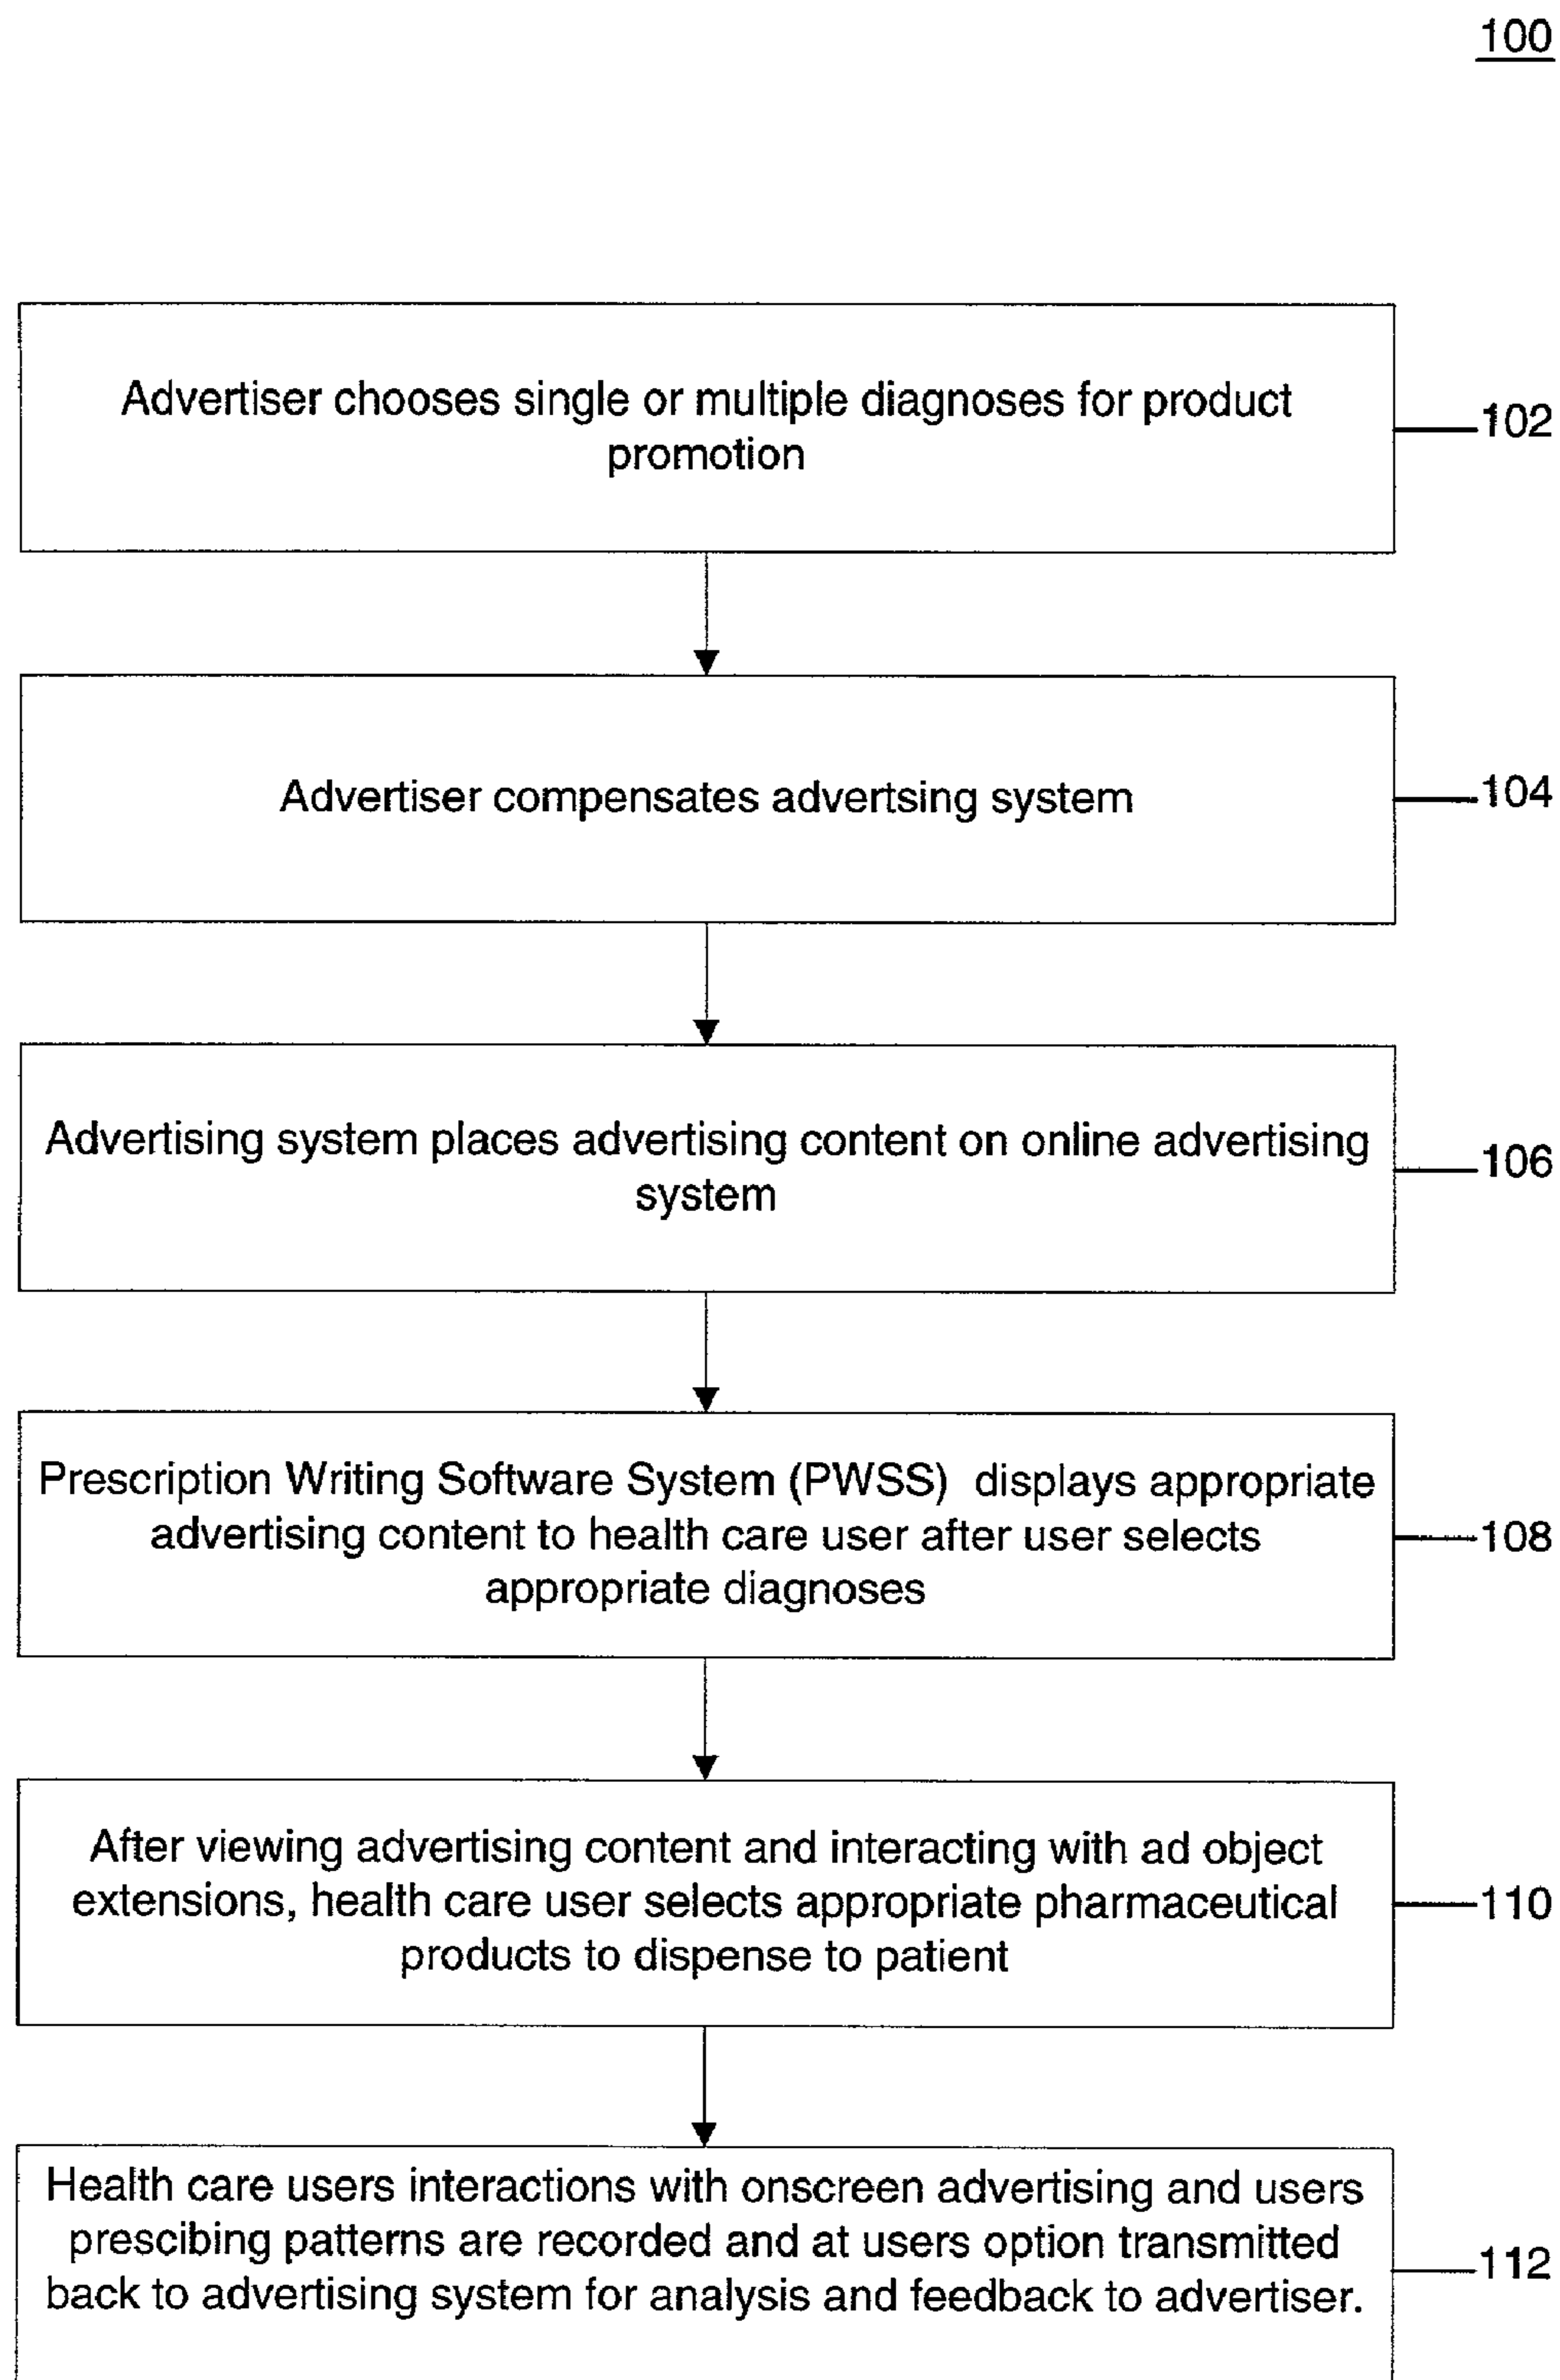 100
Advertiser chooses single or multiple diagnoses for product
promotion
102
Advertiser compensates advertsing system
104
Advertising system places advertising content on online advertising
system
106
Prescription Writing Software System (PWSS) displays appropriate
advertising content to health care user after user selects
appropriate diagnoses
108
After viewing advertising content and interacting with ad object
extensions, health care user selects appropriate pharmaceutical
products to dispense to patient
110
Health care users interactions with onscreen advertising and users
prescibing patterns are recorded and at users option transmitted
back to advertising system for analysis and feedback to advertiser.
112